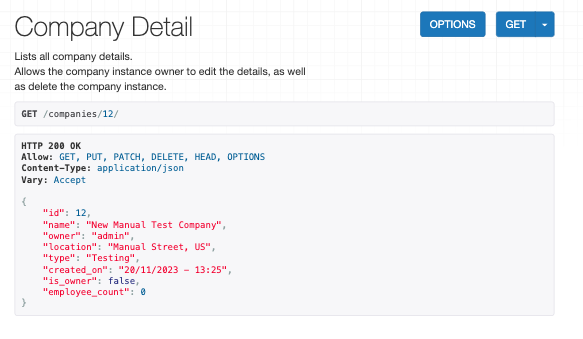 Company Detail
OPTIONS
GET
Lists all company details.
Allows the company instance owner to edit the details, as well
as delete the company instance.
GET /companies/12/
HTTP 200 OK
Allow: GET, PUT, PATCH, DELETE, HEAD, OPTIONS
Content-Type: application/json
Vary: Accept
{
    "id": 12,
    "name": "New Manual Test Company",
    "owner": "admin",
    "location": "Manual Street, US",
    "type": "Testing",
    "created_on": "20/11/2023 - 13:25",
    "is_owner": false,
    "employee_count": 0
}